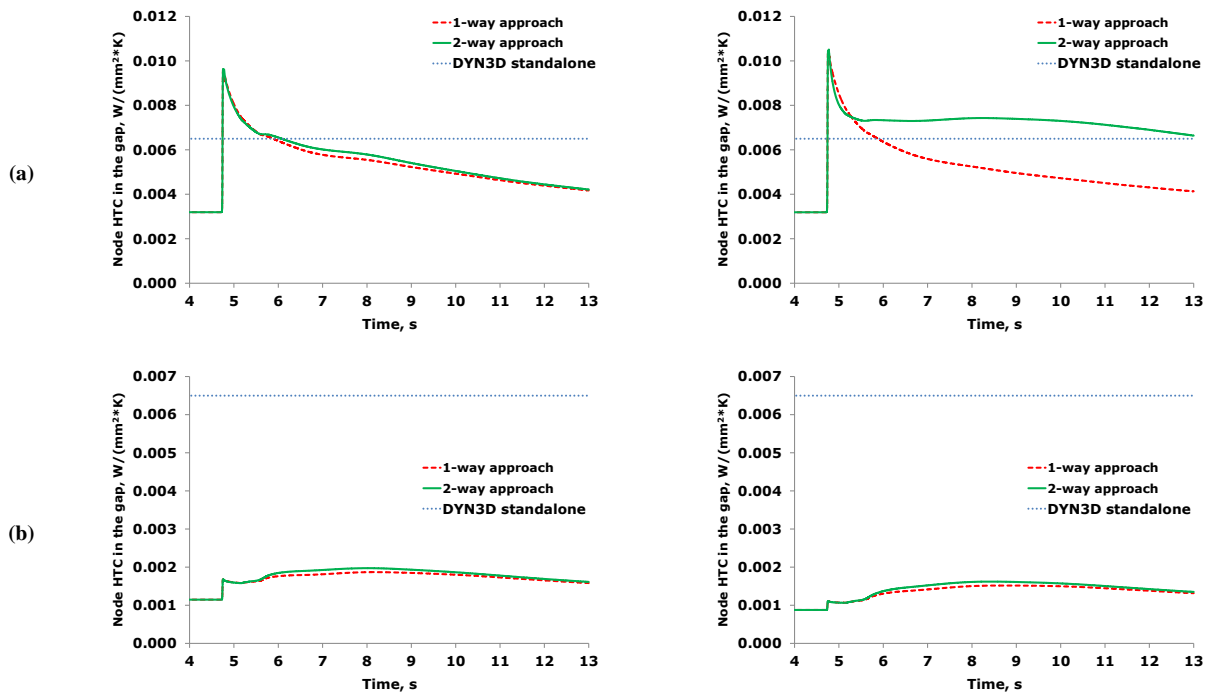 (a)
Node HTC in the gap, W/(mm²*K)
0.012
0.010
0.008
0.006
0.004
0.002
0.000
4 5 6 7 8 9 10 11 12 13
Time, s
1-way approach
2-way approach
DYN3D standalone
Node HTC in the gap, W/(mm²*K)
0.012
0.010
0.008
0.006
0.004
0.002
0.000
4 5 6 7 8 9 10 11 12 13
Time, s
1-way approach
2-way approach
DYN3D standalone
(b)
Node HTC in the gap, W/(mm²*K)
0.007
0.006
0.005
0.004
0.003
0.002
0.001
0.000
4 5 6 7 8 9 10 11 12 13
Time, s
1-way approach
2-way approach
DYN3D standalone
Node HTC in the gap, W/(mm²*K)
0.007
0.006
0.005
0.004
0.003
0.002
0.001
0.000
4 5 6 7 8 9 10 11 12 13
Time, s
1-way approach
2-way approach
DYN3D standalone